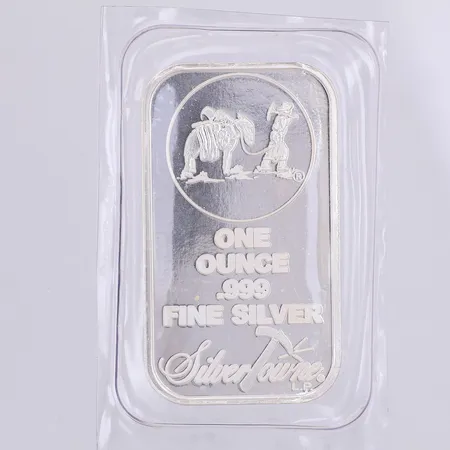 ®
ONE
OUNCE
.999
FINE SILVER
SilverTowne
L.P.